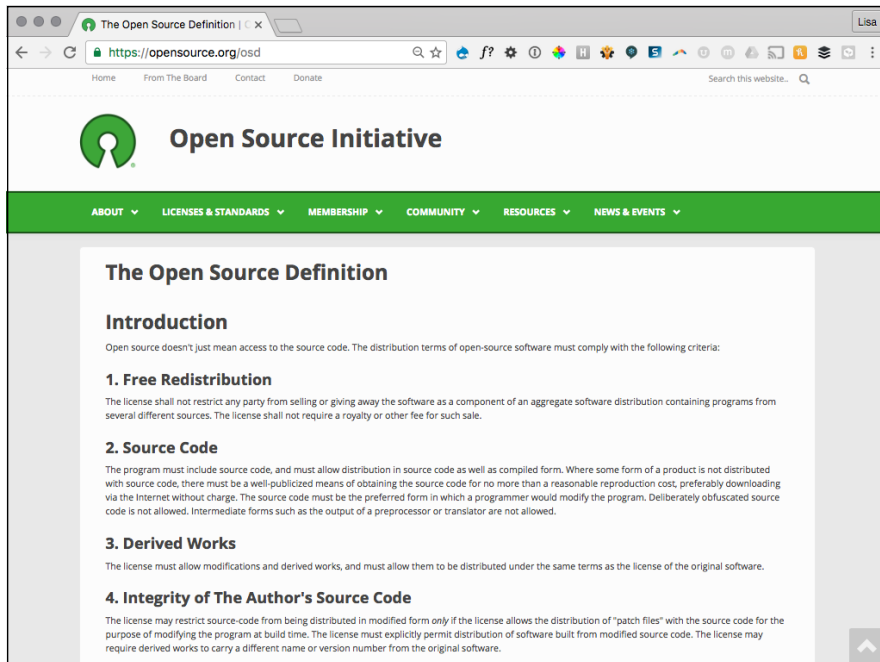 The Open Source Definition | C
Lisa
https://opensource.org/osd
Home From The Board Contact Donate
Search this website..
Open Source Initiative
ABOUT LICENSES & STANDARDS MEMBERSHIP COMMUNITY RESOURCES NEWS & EVENTS
The Open Source Definition
Introduction
Open source doesn't just mean access to the source code. The distribution terms of open-source software must comply with the following criteria:
1. Free Redistribution
The license shall not restrict any party from selling or giving away the software as a component of an aggregate software distribution containing programs from
several different sources. The license shall not require a royalty or other fee for such sale.
2. Source Code
The program must include source code, and must allow distribution in source code as well as compiled form. Where some form of a product is not distributed
with source code, there must be a well-publicized means of obtaining the source code for no more than a reasonable reproduction cost, preferably downloading
via the Internet without charge. The source code must be the preferred form in which a programmer would modify the program. Deliberately obfuscated source
code is not allowed. Intermediate forms such as the output of a preprocessor or translator are not allowed.
3. Derived Works
The license must allow modifications and derived works, and must allow them to be distributed under the same terms as the license of the original software.
4. Integrity of The Author's Source Code
The license may restrict source-code from being distributed in modified form only if the license allows the distribution of "patch files" with the source code for the
purpose of modifying the program at build time. The license must explicitly permit distribution of software built from modified source code. The license may
require derived works to carry a different name or version number from the original software.